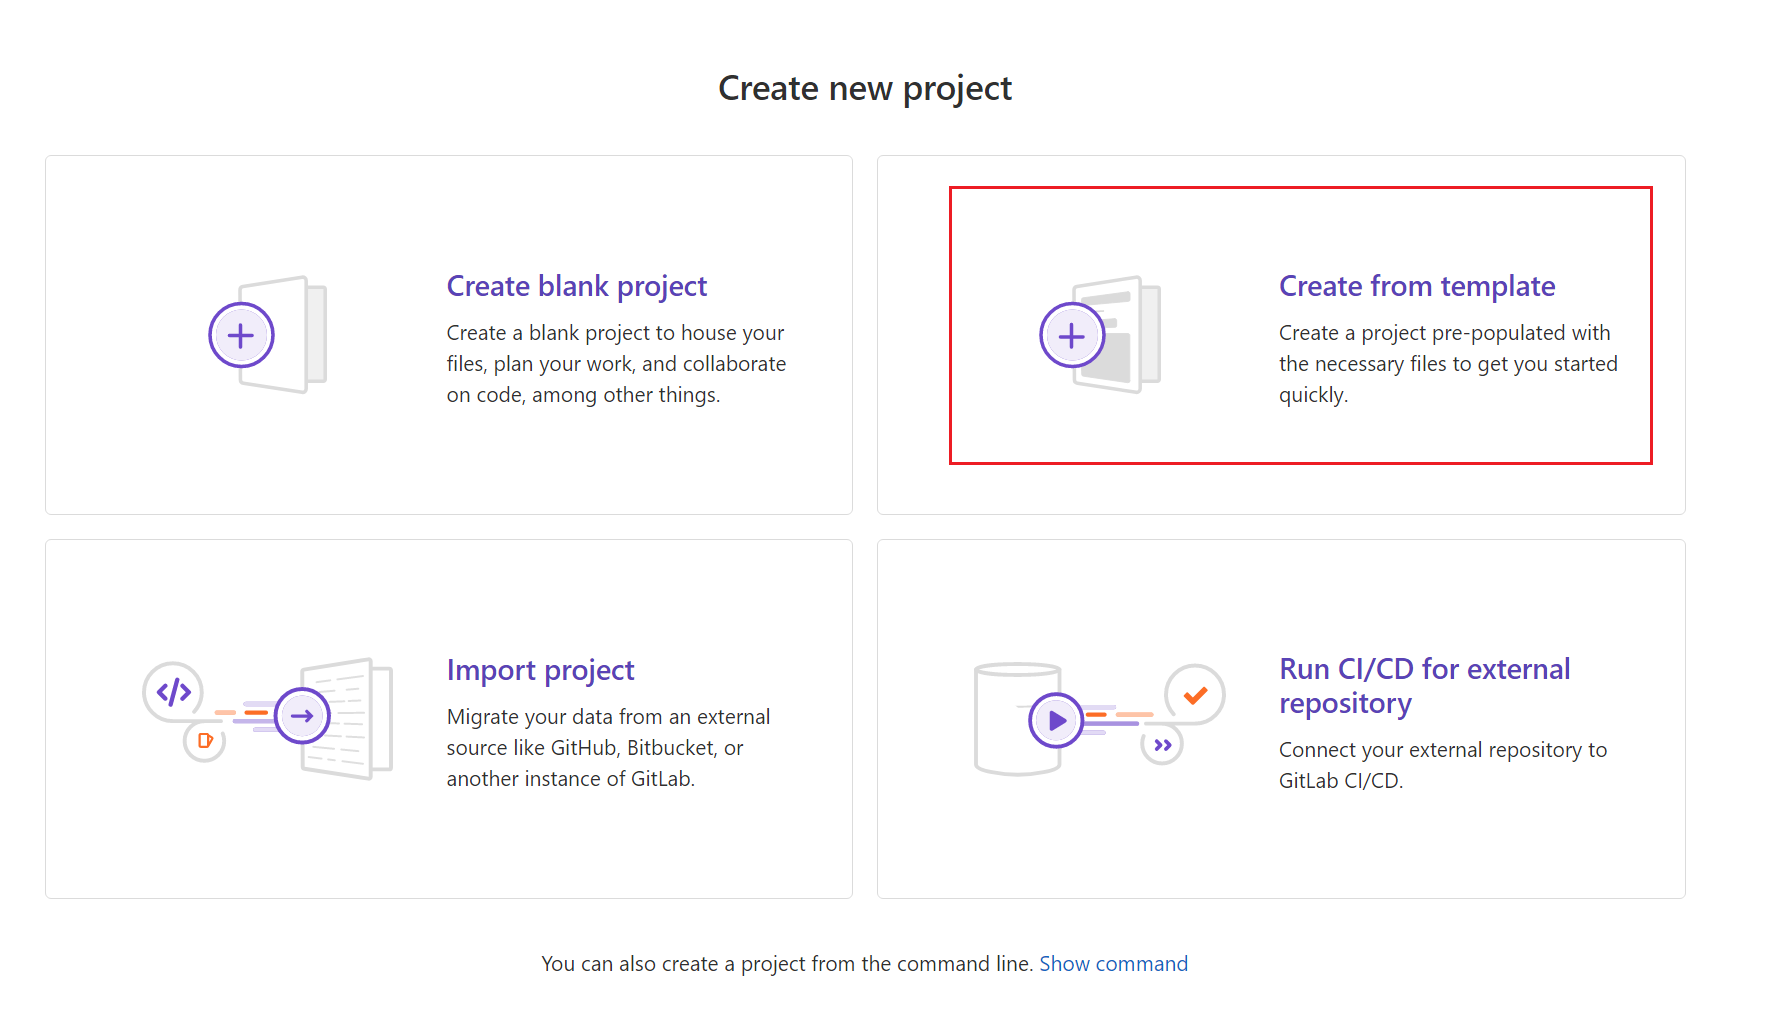 Create new project
Create blank project
Create a blank project to house your
files, plan your work, and collaborate
on code, among other things.
Create from template
Create a project pre-populated with
the necessary files to get you started
quickly.
Import project
Migrate your data from an external
source like GitHub, Bitbucket, or
another instance of GitLab.
Run CI/CD for external
repository
Connect your external repository to
GitLab CI/CD.
You can also create a project from the command line. Show command